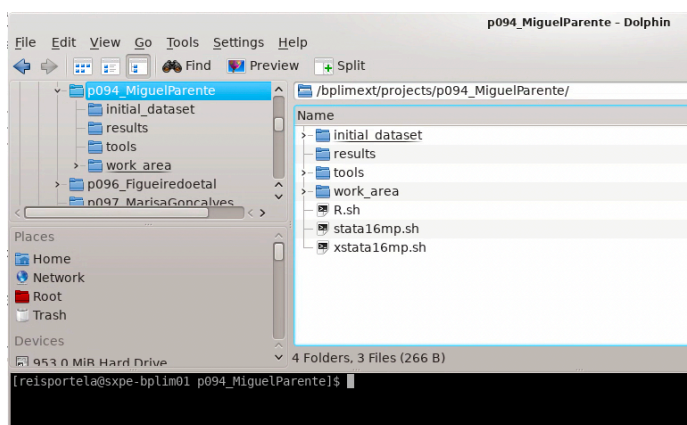 p094_MiguelParente – Dolphin
File Edit View Go Tools Settings Help
Find Preview Split
p094_MiguelParente
initial_dataset
results
tools
work_area
p096_Figueiredoetal
p097_MarisaGoncalves
Places
Home
Network
Root
Trash
Devices
953.0 MiB Hard Drive
/bplimext/projects/p094_MiguelParente/
Name
initial_dataset
results
tools
work_area
R.sh
stata16mp.sh
xstata16mp.sh
4 Folders, 3 Files (266 B)
[reisportela@sxpe-bplim01 p094_MiguelParente]$